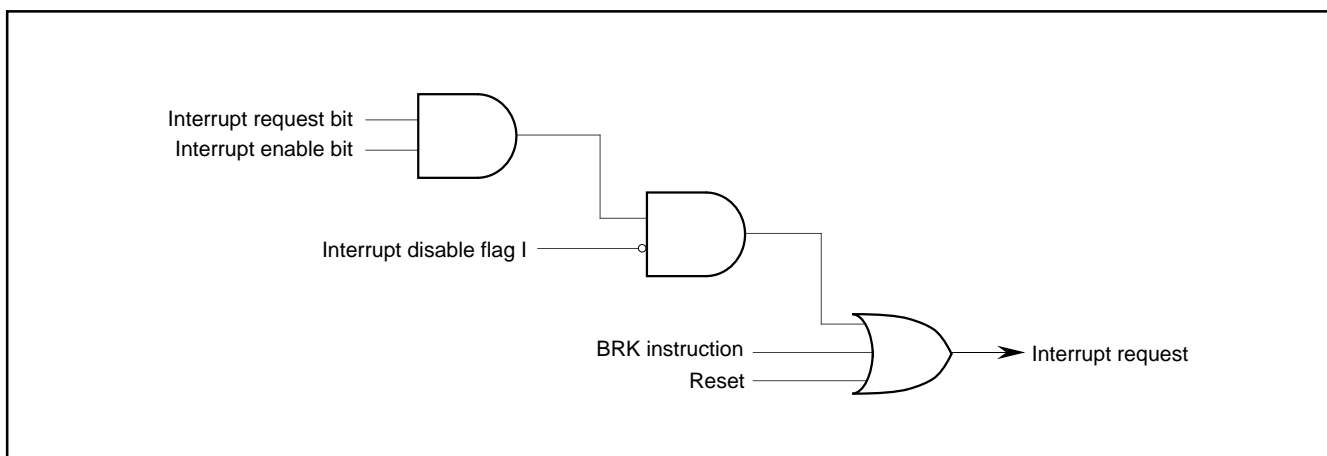 Interrupt request bit
Interrupt enable bit
Interrupt disable flag I
BRK instruction
Reset
Interrupt request